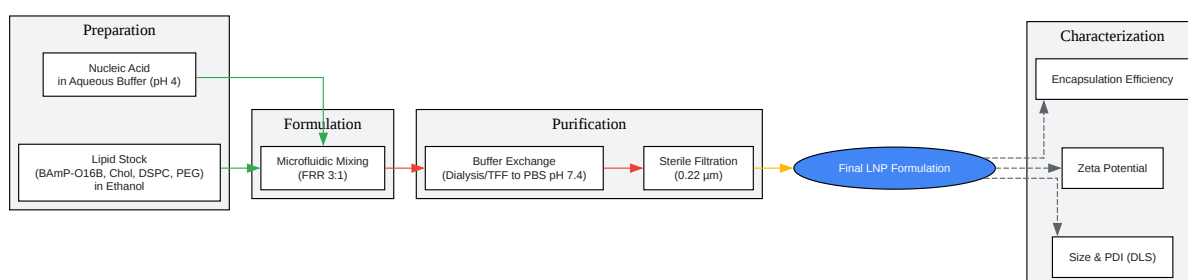 Preparation
Nucleic Acid
in Aqueous Buffer (pH 4)
Lipid Stock
(BAmP-O16B, Chol, DSPC, PEG)
in Ethanol
Formulation
Microfluidic Mixing
(FRR 3:1)
Purification
Buffer Exchange
(Dialysis/TFF to PBS pH 7.4)
Sterile Filtration
(0.22 µm)
Final LNP Formulation
Characterization
Encapsulation Efficiency
Zeta Potential
Size & PDI (DLS)